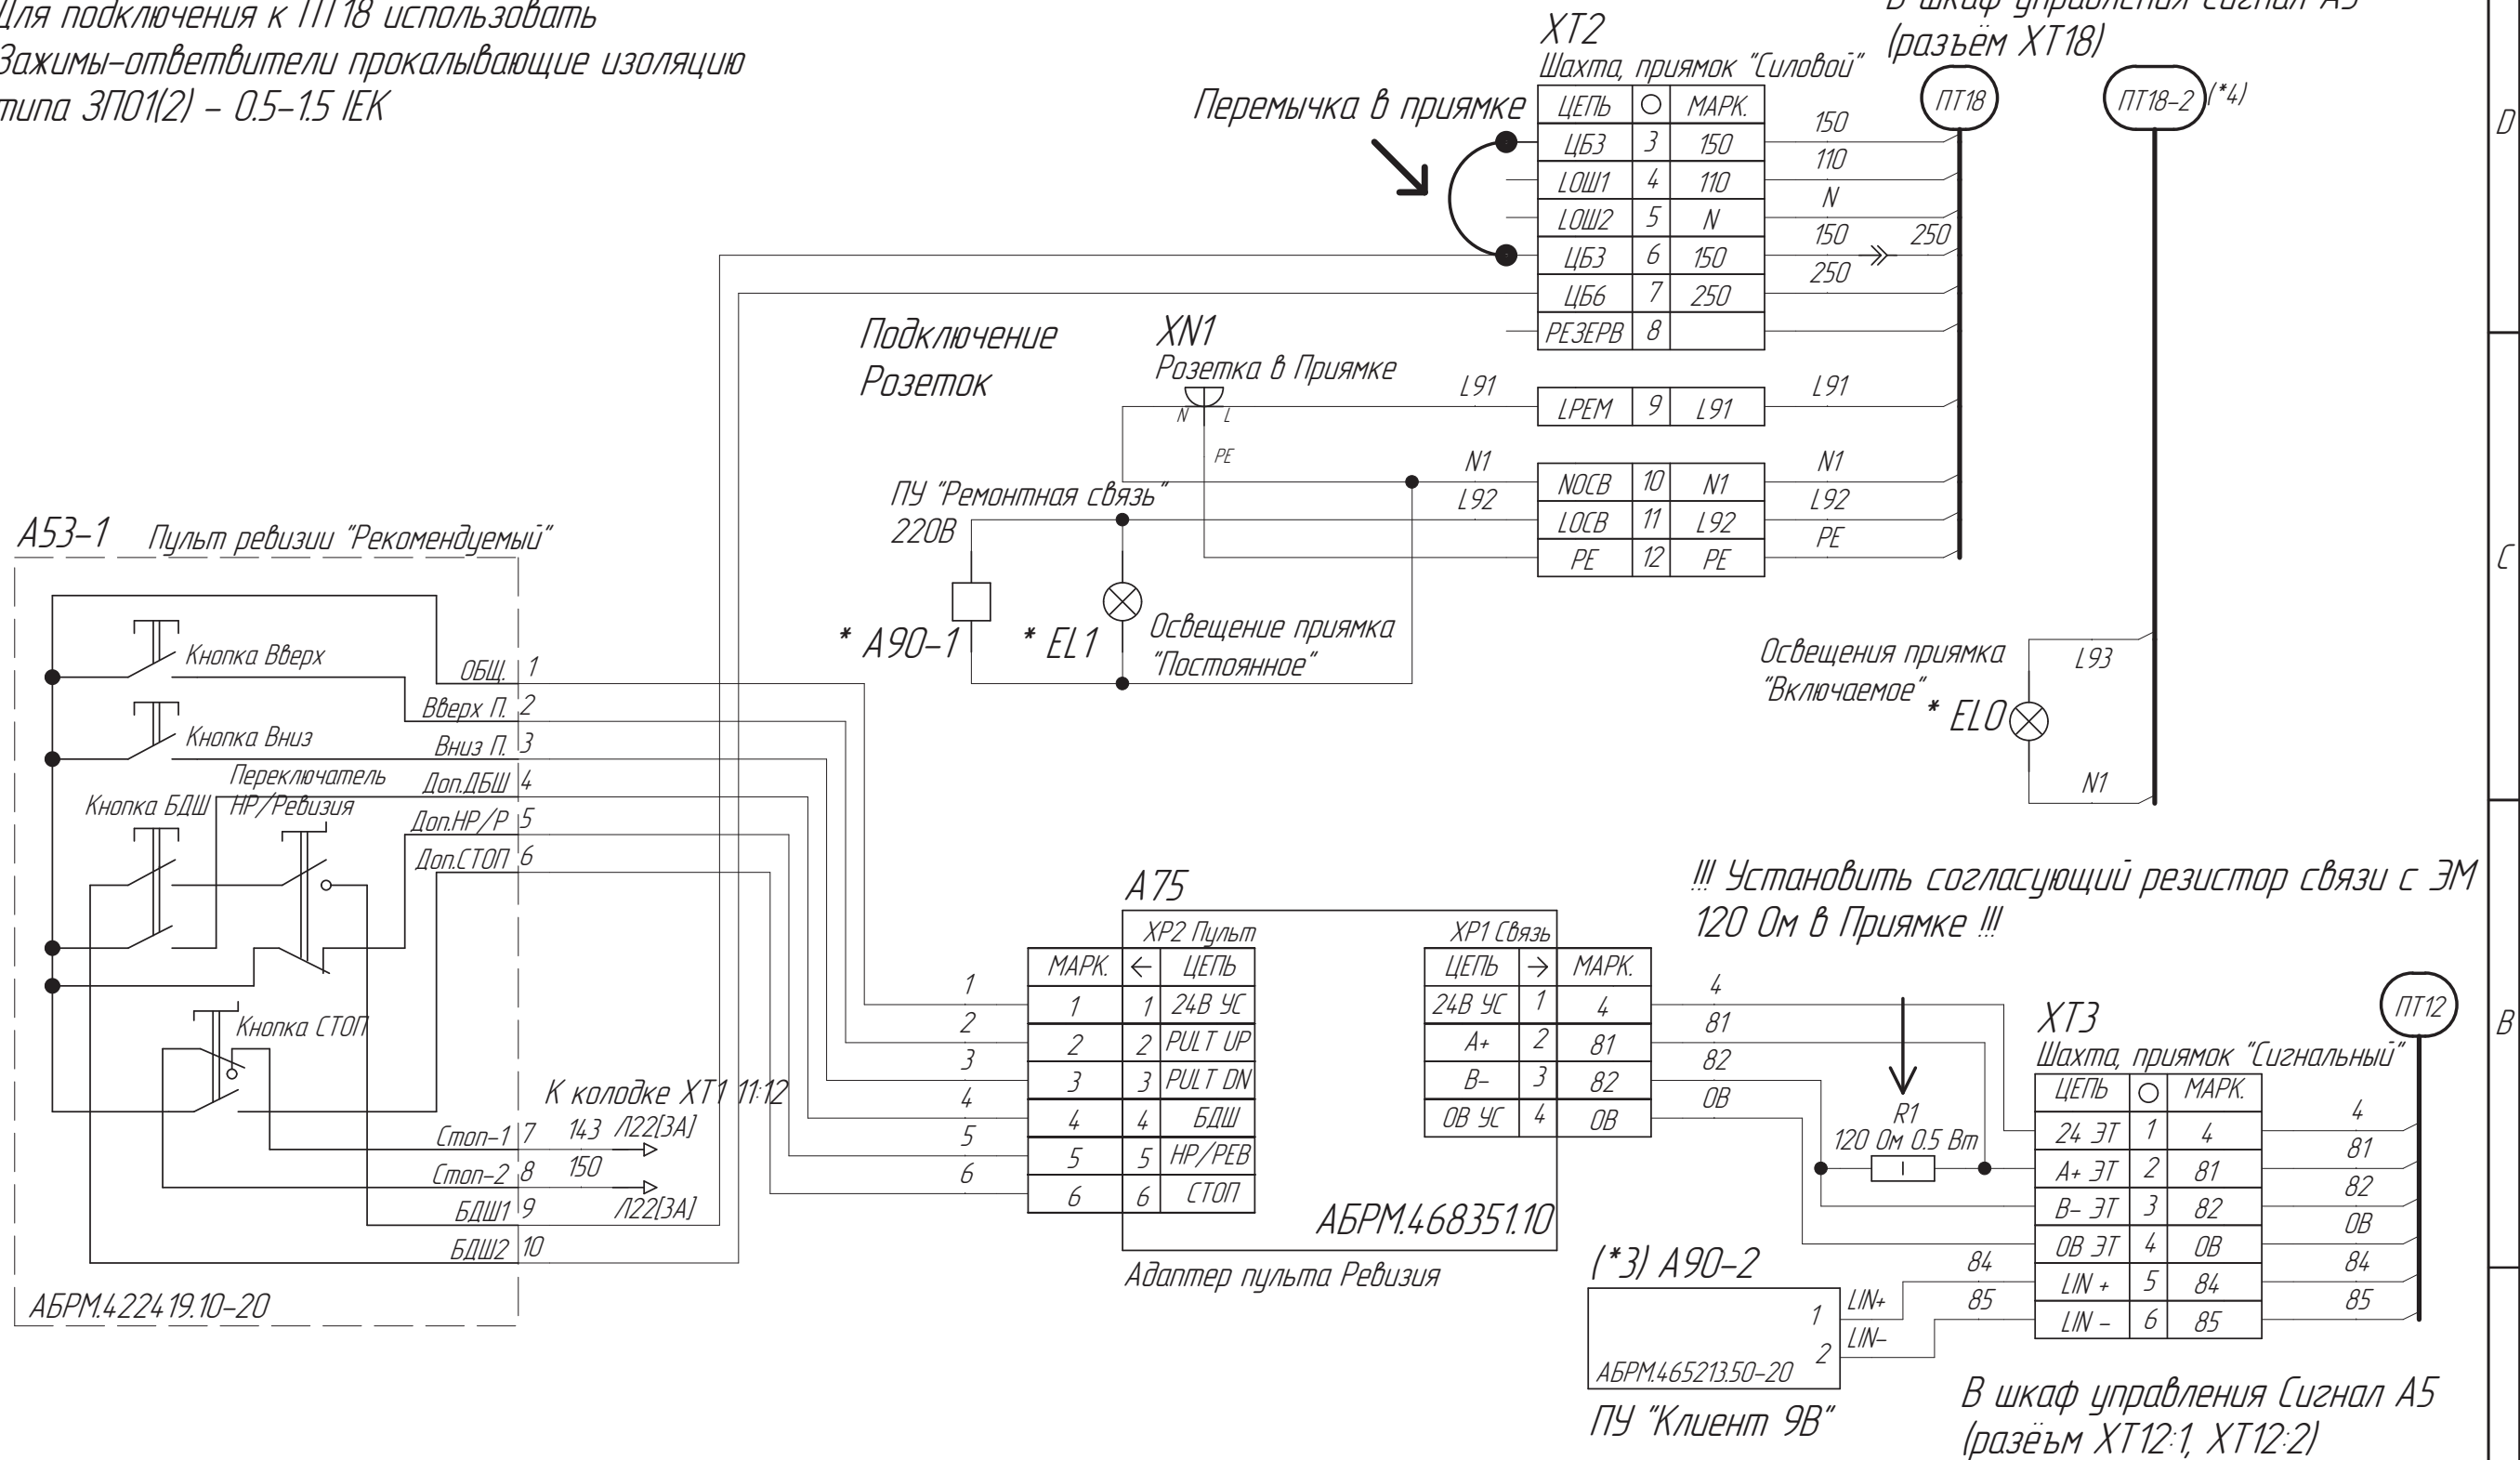 Для подключения к ПТ18 использовать
Зажимы-ответвители прокалывающие изоляцию
типа ЗПО1(2) - 0.5-1.5 IEK
В шкаф управления Сигнал А5
(разъём XT18)
XT2
Шахта, приямок "Силовой"
Перемычка в приямке
ЦЕПЬ МАРК.
ЦБ3 3 150
LОШ1 4 110
LОШ2 5 N
ЦБ3 6 150
ЦБ6 7 250
РЕЗЕРВ 8
150
110
N
150 250
250
ПТ18
ПТ18-2 (*4)
D
Подключение
Розеток
XN1
Розетка в Приямке
N L
PE
L91
LРЕМ 9 L91
L91
N1
L92
NОСВ 10 N1
LОСВ 11 L92
PE 12 PE
N1
L92
PE
C
ПУ "Ремонтная связь"
220В
* A90-1
* EL1
Освещение приямка
"Постоянное"
Освещения приямка
"Включаемое"
* EL0
L93
N1
A53-1 Пульт ревизии "Рекомендуемый"
Кнопка Вверх
Кнопка Вниз
Переключатель
НР/Ревизия
Кнопка БДШ
Кнопка СТОП
ОБЩ. 1
Вверх П. 2
Вниз П. 3
Доп.ДБШ 4
Доп.НР/Р 5
Доп.СТОП 6
К колодке XT1 11:12
Стоп-1 7 143 Л22[3А]
Стоп-2 8 150
Л22[3А]
БДШ1 9
БДШ2 10
АБРМ.422419.10-20
A75
XP2 Пульт
МАРК. ← ЦЕПЬ
1 1 1 24В УС
2 2 2 PULT UP
3 3 3 PULT DN
4 4 4 БДШ
5 5 5 НР/РЕВ
6 6 6 СТОП
XP1 Связь
ЦЕПЬ → МАРК.
24В УС 1 4 4
A+ 2 81 81
B- 3 82 82
0В УС 4 0В 0В
АБРМ.468351.10
Адаптер пульта Ревизия
!!! Установить согласующий резистор связи с ЭМ
120 Ом в Приямке !!!
R1
120 Ом 0.5 Вт
ПТ12
B
XT3
Шахта, приямок "Сигнальный"
ЦЕПЬ МАРК.
24 ЭТ 1 4 4
A+ ЭТ 2 81 81
B- ЭТ 3 82 82
0В ЭТ 4 0В 0В
84 LIN + 5 84 84
85 LIN - 6 85 85
(*3) A90-2
1 LIN+
2 LIN-
АБРМ.465213.50-20
ПУ "Клиент 9В"
В шкаф управления Сигнал А5
(разёъм XT12:1, XT12:2)